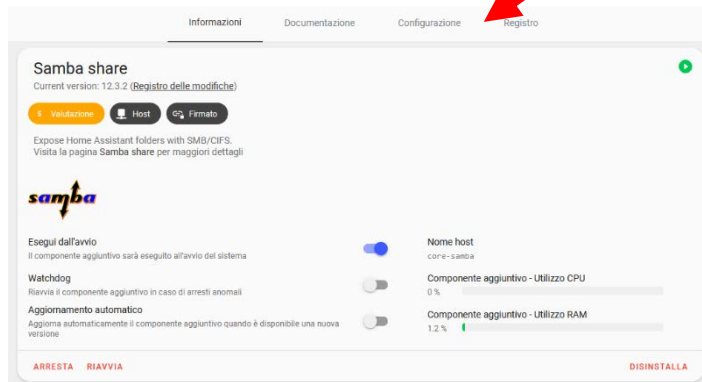 Informazioni
Documentazione
Configurazione
Registro
Samba share
Current version: 12.3.2 (Registro delle modifiche)
5 Valutazione
Host
Firmato
Expose Home Assistant folders with SMB/CIFS.
Visita la pagina Samba share per maggiori dettagli
samba
Esegui dall'avvio
Il componente aggiuntivo sarà eseguito all'avvio del sistema
Watchdog
Riavvia il componente aggiuntivo in caso di arresti anomali
Aggiornamento automatico
Aggiorna automaticamente il componente aggiuntivo quando è disponibile una nuova
versione
Nome host
core-samba
Componente aggiuntivo - Utilizzo CPU
0 %
Componente aggiuntivo - Utilizzo RAM
1.2 %
ARRESTA
RIAVVIA
DISINSTALLA